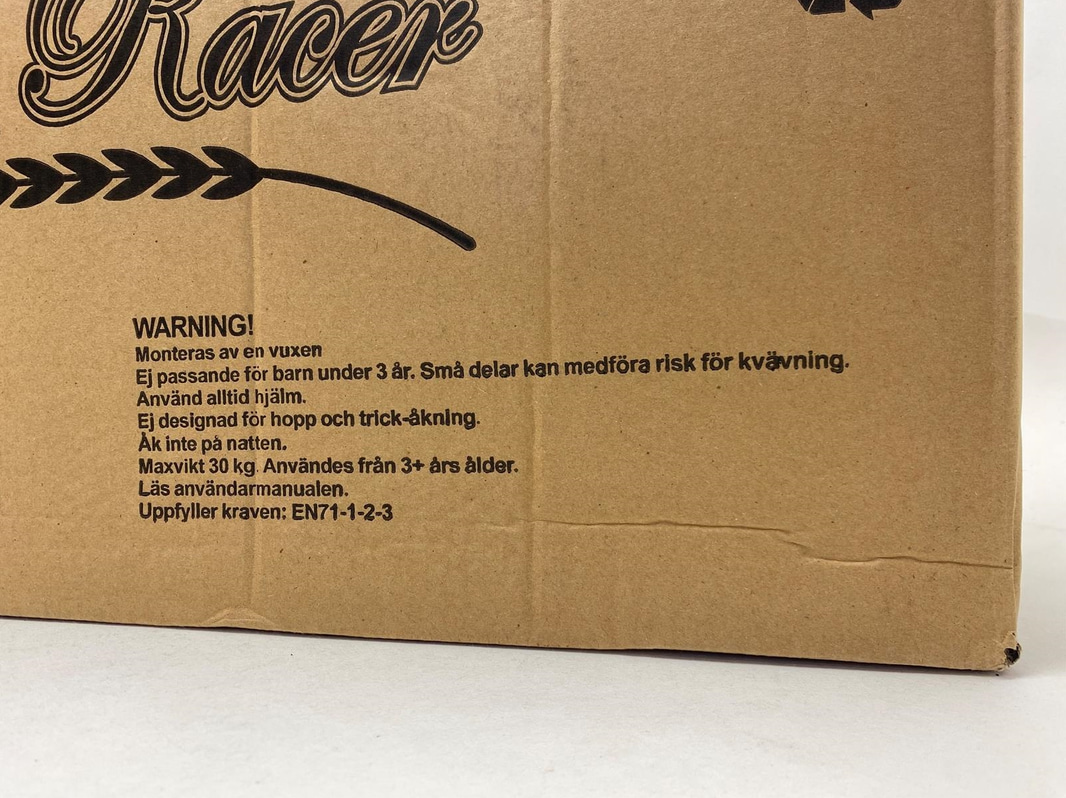 Racer
WARNING!
Monteras av en vuxen
Ej passande för barn under 3 år. Små delar kan medföra risk för kvävning.
Använd alltid hjälm.
Ej designad för hopp och trick-åkning.
Åk inte på natten.
Maxvikt 30 kg. Användes från 3+ års ålder.
Läs användarmanualen.
Uppfyller kraven: EN71-1-2-3